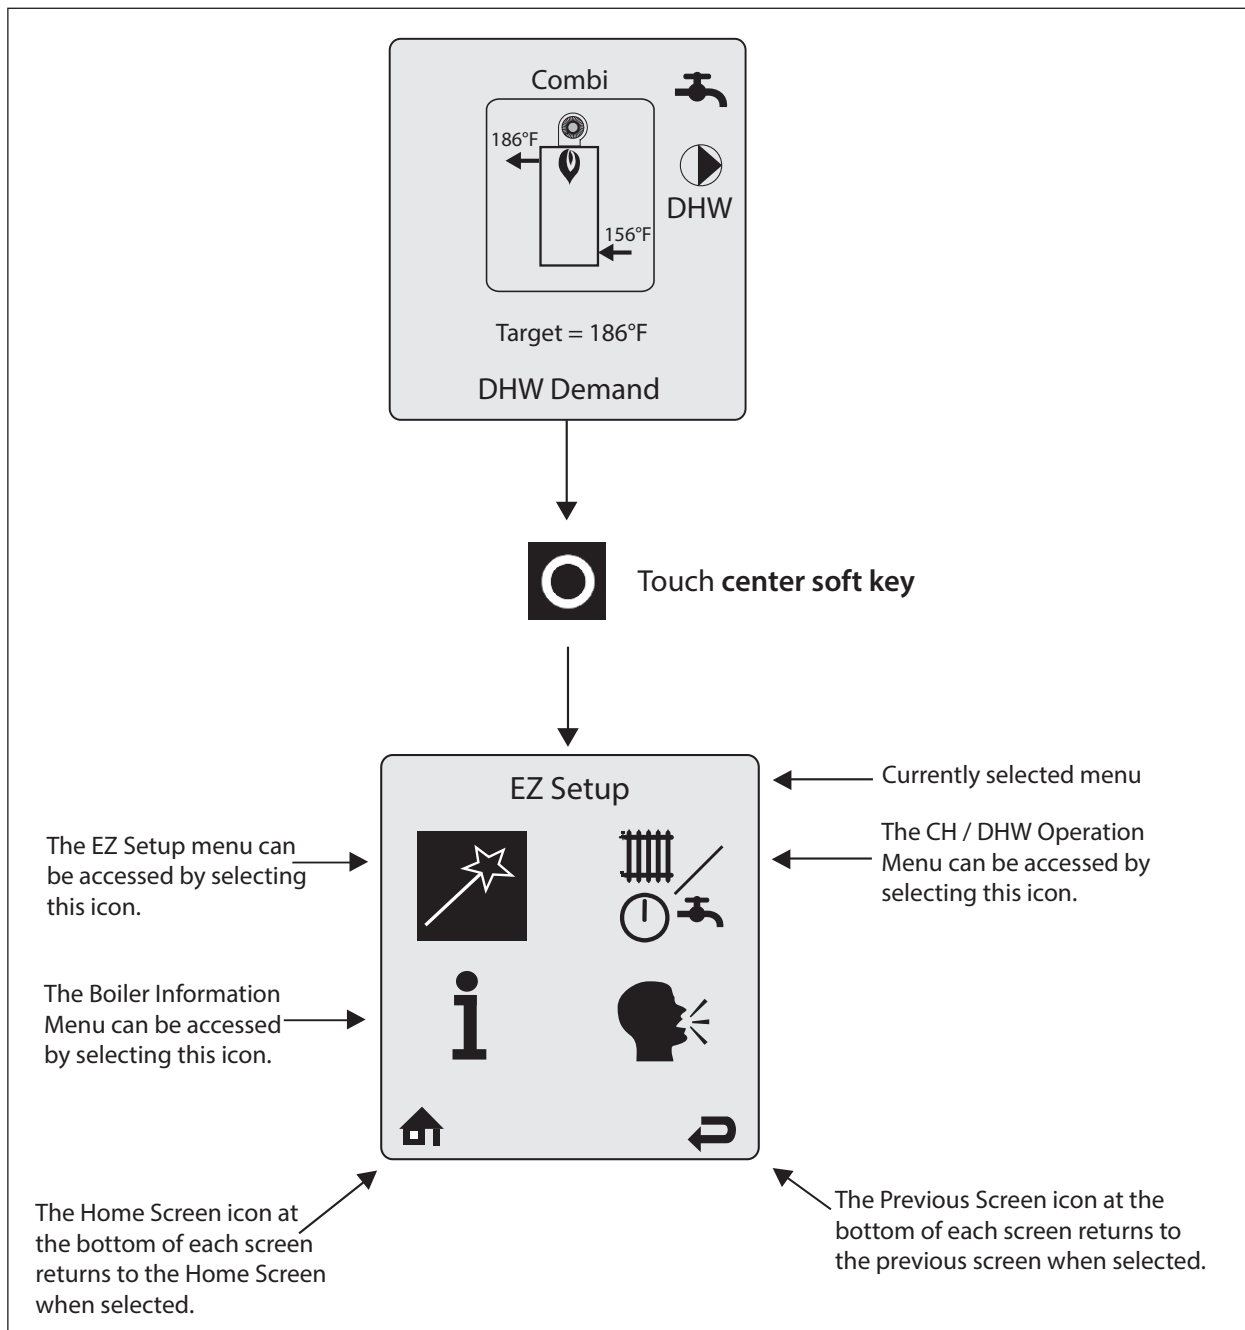 Combi
186°F
156°F
DHW
Target = 186°F
DHW Demand
Touch center soft key
EZ Setup
Currently selected menu
The EZ Setup menu can
be accessed by selecting
this icon.
The CH / DHW Operation
Menu can be accessed by
selecting this icon.
The Boiler Information
Menu can be accessed
by selecting this icon.
The Home Screen icon at
the bottom of each screen
returns to the Home Screen
when selected.
The Previous Screen icon at the
bottom of each screen returns to
the previous screen when selected.